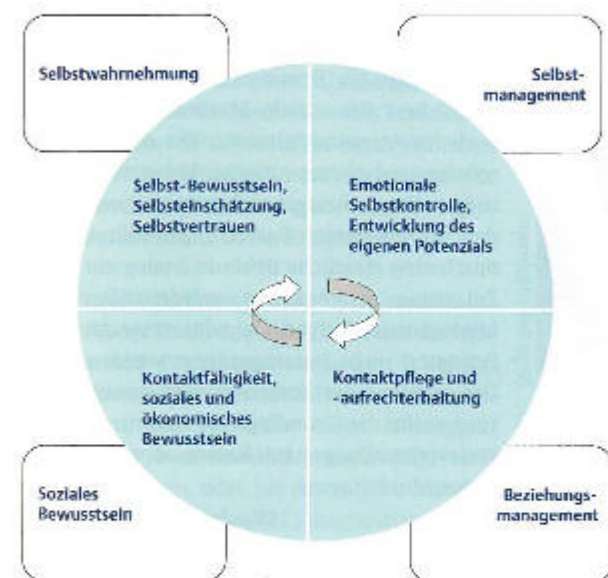 Selbstwahrnehmung
Selbst-
management
Selbst-Bewusstsein,
Selbsteinschätzung,
Selbstvertrauen
Emotionale
Selbstkontrolle,
Entwicklung des
eigenen Potenzials
Kontaktfähigkeit,
soziales und
ökonomisches
Bewusstsein
Kontaktpflege und
-aufrechterhaltung
Soziales
Bewusstsein
Beziehungs-
management